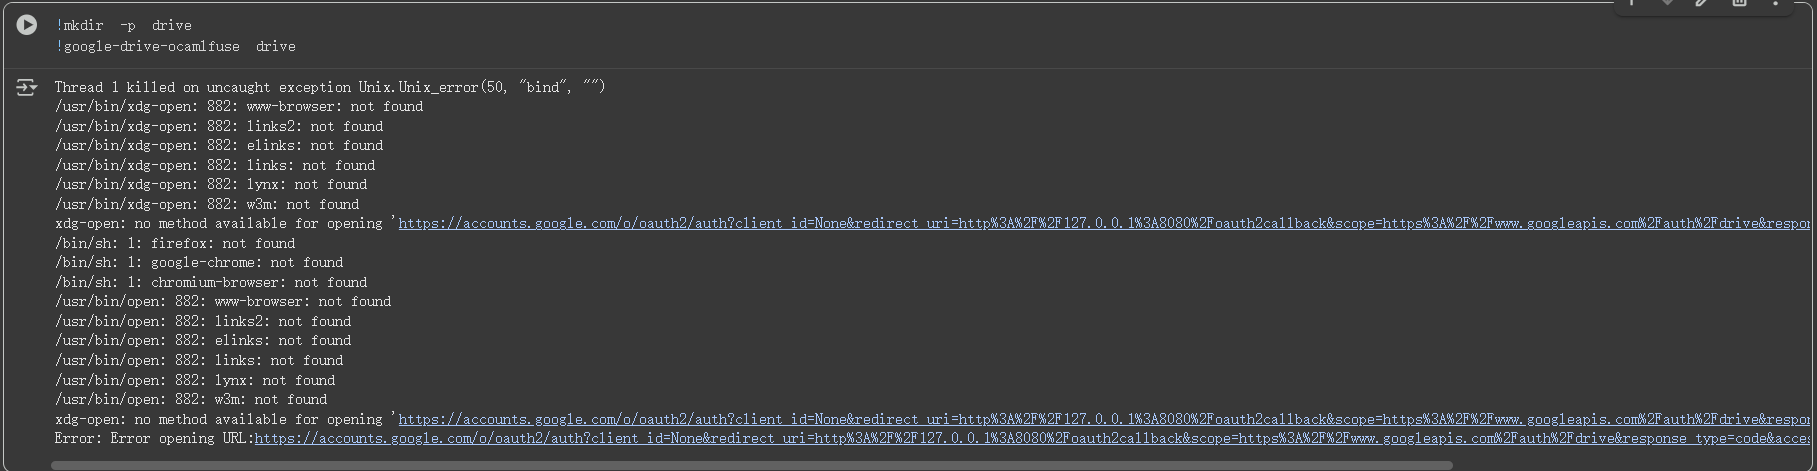 !mkdir -p drive
!google-drive-ocamlfuse drive
Thread 1 killed on uncaught exception Unix.Unix_error(50, "bind", "")
/usr/bin/xdg-open: 882: www-browser: not found
/usr/bin/xdg-open: 882: links2: not found
/usr/bin/xdg-open: 882: elinks: not found
/usr/bin/xdg-open: 882: links: not found
/usr/bin/xdg-open: 882: lynx: not found
/usr/bin/xdg-open: 882: w3m: not found
xdg-open: no method available for opening 'https://accounts.google.com/o/oauth2/auth?client_id=None&redirect_uri=http%3A%2F%2F127.0.0.1%3A8080%2Foauth2callback&scope=https%3A%2F%2Fwww.googleapis.com%2Fauth%2Fdrive&respon
/bin/sh: 1: firefox: not found
/bin/sh: 1: google-chrome: not found
/bin/sh: 1: chromium-browser: not found
/usr/bin/open: 882: www-browser: not found
/usr/bin/open: 882: links2: not found
/usr/bin/open: 882: elinks: not found
/usr/bin/open: 882: links: not found
/usr/bin/open: 882: lynx: not found
/usr/bin/open: 882: w3m: not found
xdg-open: no method available for opening 'https://accounts.google.com/o/oauth2/auth?client_id=None&redirect_uri=http%3A%2F%2F127.0.0.1%3A8080%2Foauth2callback&scope=https%3A%2F%2Fwww.googleapis.com%2Fauth%2Fdrive&respon
Error: Error opening URL:https://accounts.google.com/o/oauth2/auth?client_id=None&redirect_uri=http%3A%2F%2F127.0.0.1%3A8080%2Foauth2callback&scope=https%3A%2F%2Fwww.googleapis.com%2Fauth%2Fdrive&response_type=code&acces